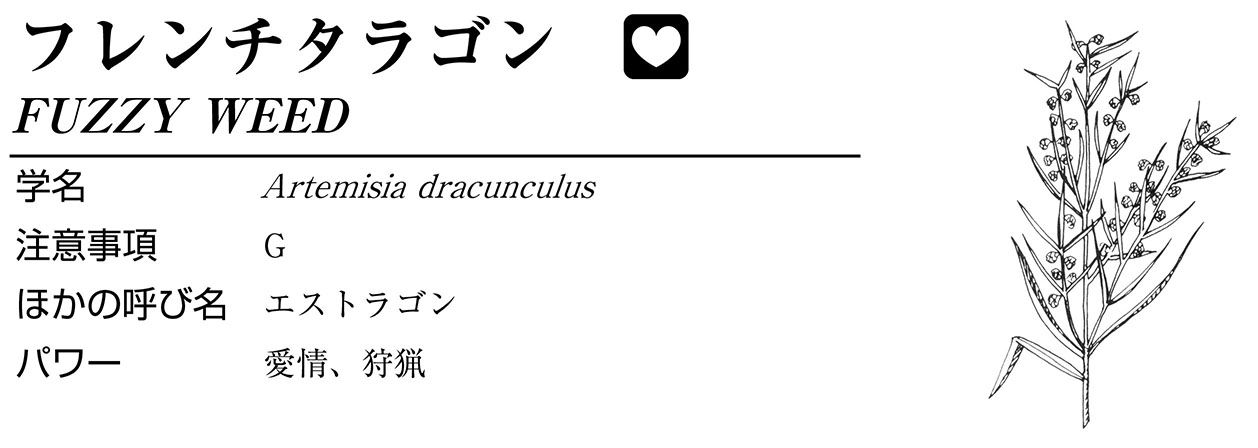 フレンチタラゴン
FUZZY WEED
学名 Artemisia dracunculus
注意事項 G
ほかの呼び名 エストラゴン
パワー 愛情、狩猟